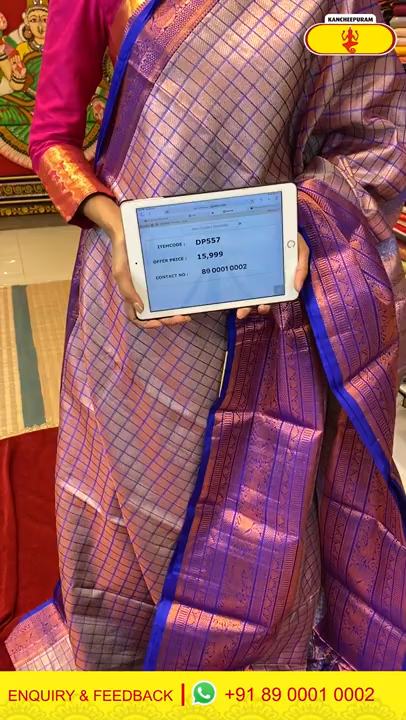 KANCHEEPURAM
ITEMCODE : DP557
OFFER PRICE : 15,999
CONTACT NO : 89 0001 0002
ENQUIRY & FEEDBACK | +91 89 0001 0002